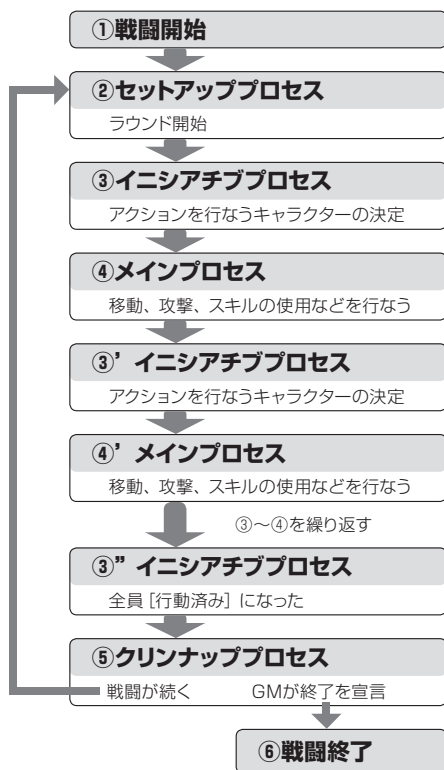 ①戦闘開始
②セットアッププロセス
ラウンド開始
③イニシアチブプロセス
アクションを行なうキャラクターの決定
④メインプロセス
移動、攻撃、スキルの使用などを行なう
③’イニシアチブプロセス
アクションを行なうキャラクターの決定
④’メインプロセス
移動、攻撃、スキルの使用などを行なう
③～④を繰り返す
③”イニシアチブプロセス
全員［行動済み］になった
⑤クリンナッププロセス
戦闘が続く　GMが終了を宣言
⑥戦闘終了